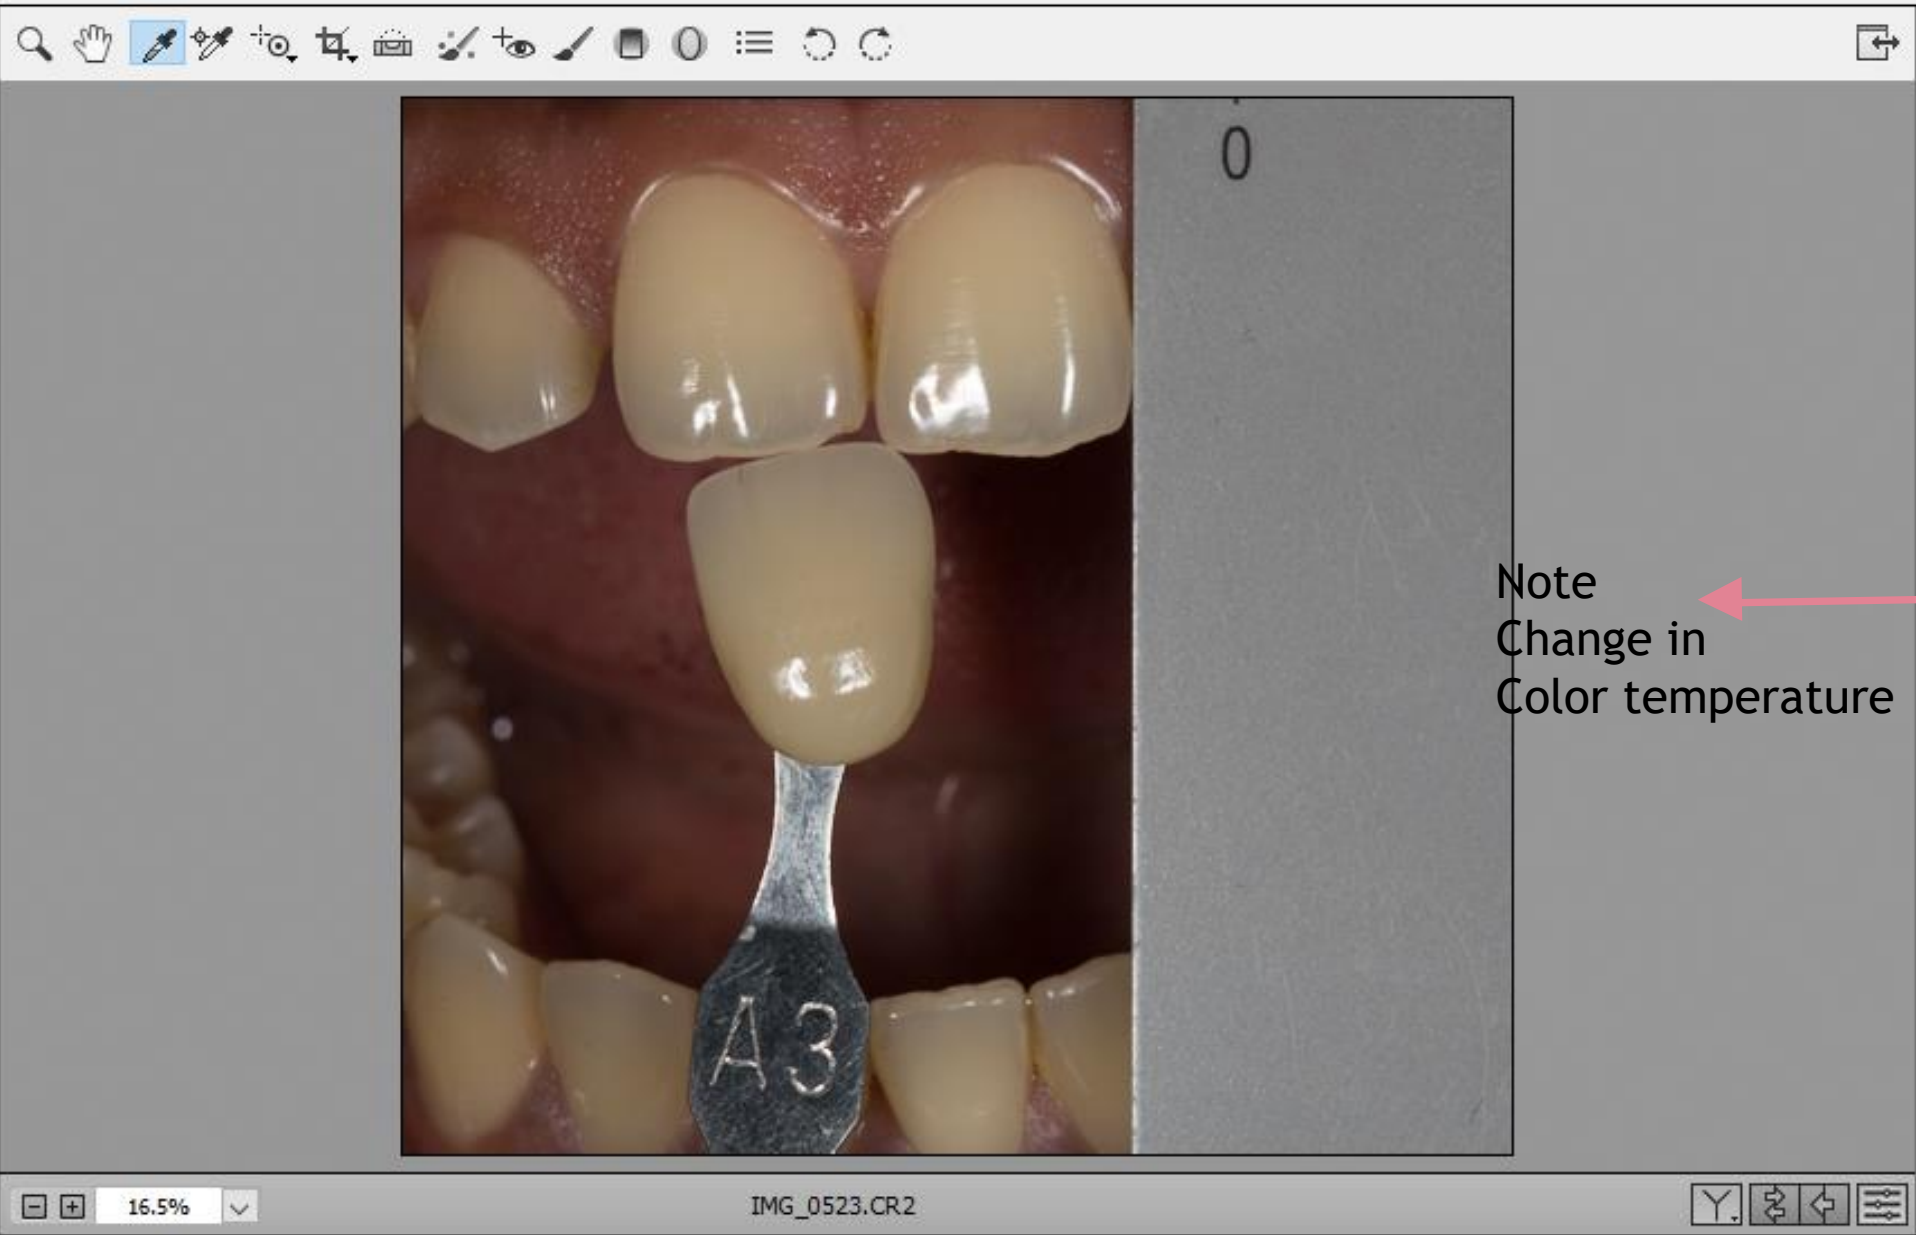 0
Note
Change in
Color temperature
A3
16.5%
IMG_0523.CR2